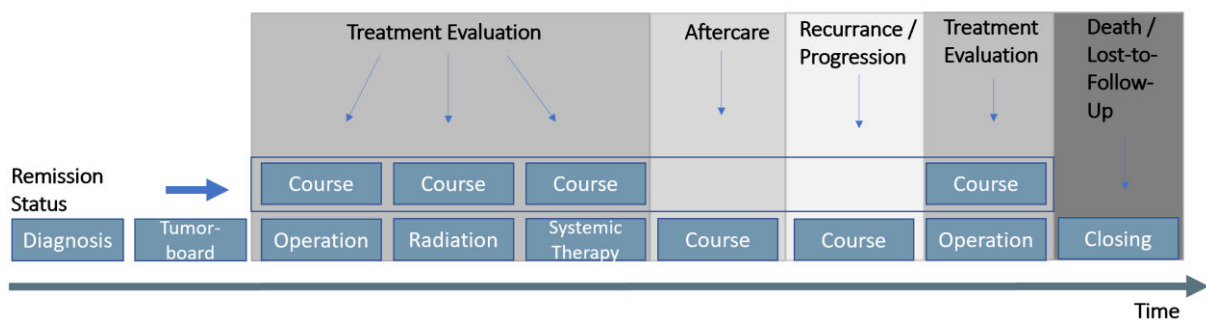 Treatment Evaluation
Aftercare
Recurrance /
Progression
Treatment
Evaluation
Death /
Lost-to-
Follow-
Up
Remission
Status
Course
Course
Course
Course
Diagnosis
Tumor-
board
Operation
Radiation
Systemic
Therapy
Course
Course
Operation
Closing
Time